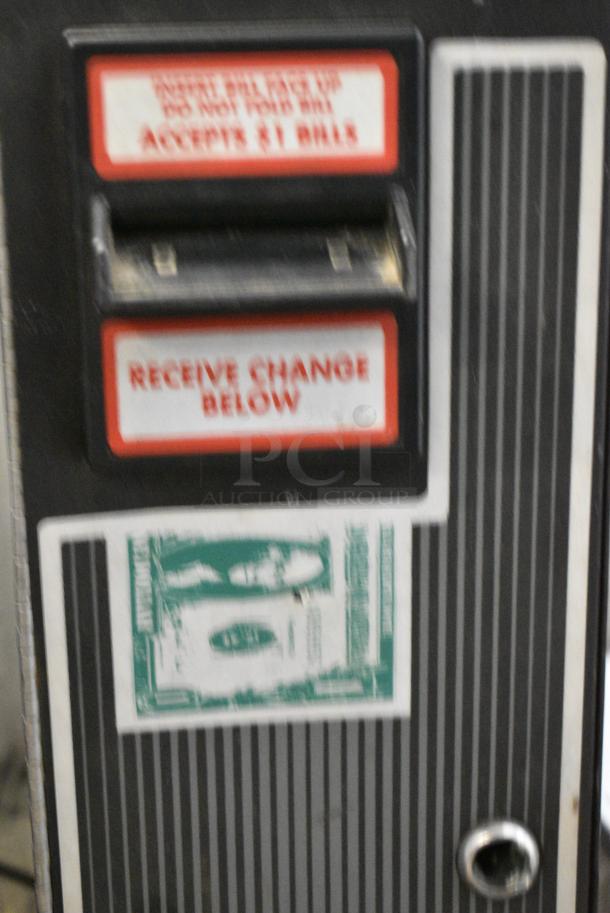 INSERT BILL FACE UP
DO NOT FOLD BILL
ACCEPTS $1 BILLS
RECEIVE CHANGE
BELOW
PCI
AUCTION GROUP